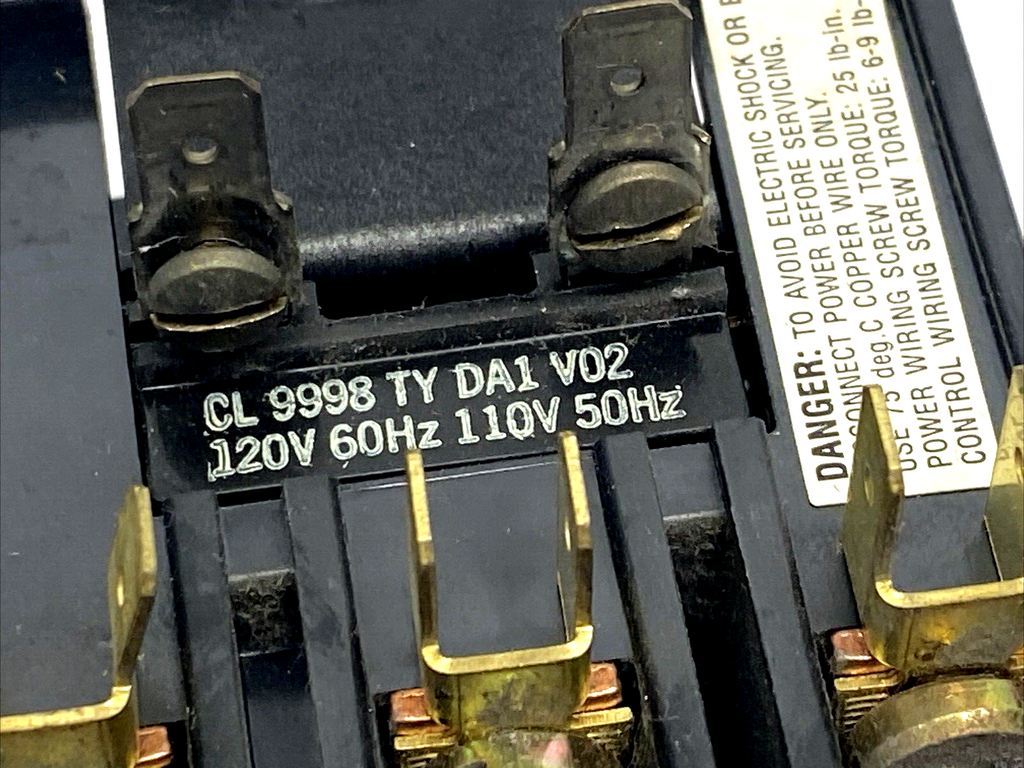 CL 9998 TY DA1 V02
120V 60Hz 110V 50Hz
DANGER: TO AVOID ELECTRIC SHOCK OR
CONNECT POWER BEFORE SERVICING.
USE 75 deg.C COPPER WIRE ONLY.
POWER WIRING SCREW TORQUE: 25 lb-in.
CONTROL WIRING SCREW TORQUE: 6-9 lb-